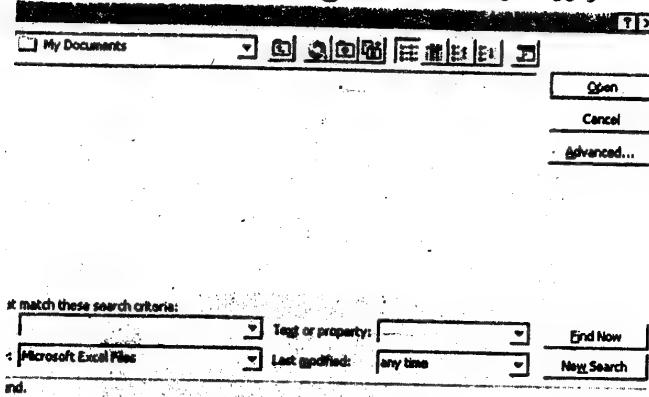 My Documents
Open
Cancel
Advanced...
match these search criteria:
Text or property:
Find Now
Microsoft Excel Files
Last modified:
any time
New Search
nd.